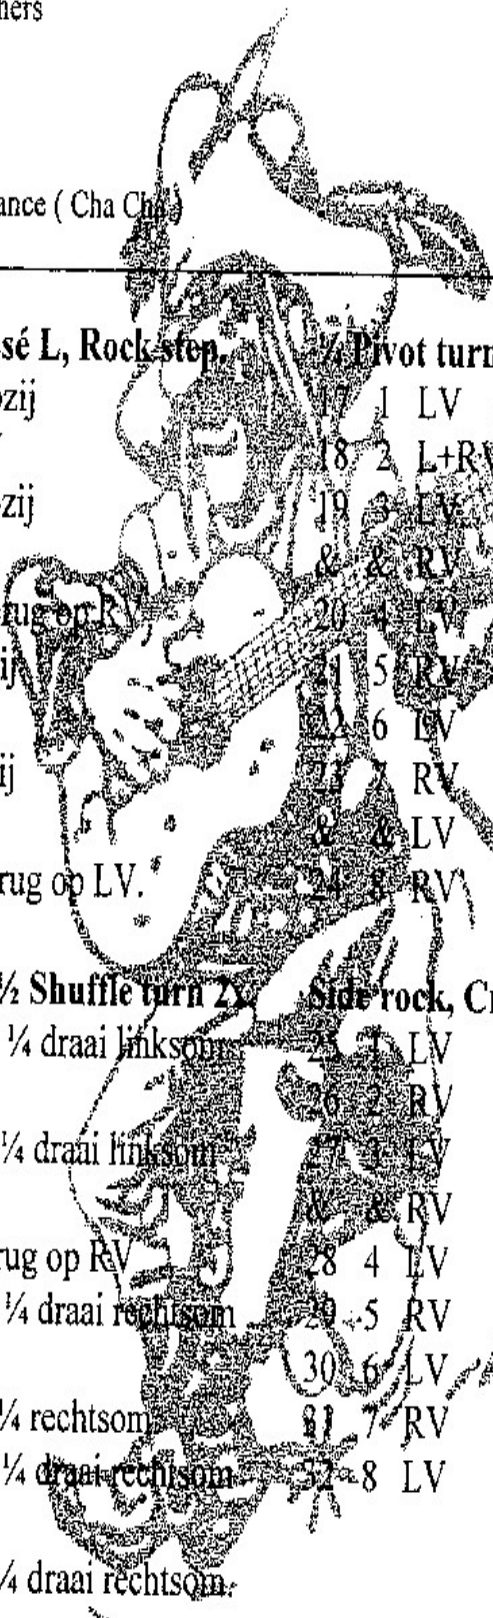 ners
ance ( Cha Cha )
sé L, Rock step. ¼ Pivot turn
ozij 17 1 LV
18 2 L+RV
zij 19 3 LV
& & RV
rug op RV 20 4 LV
ij 21 5 RV
22 6 LV
ij 23 7 RV
& & LV
rug op LV. 24 8 RV
½ Shuffle turn 2x. Side rock, Cr
¼ draai linksom 25 1 LV
26 2 RV
¼ draai linksom 27 3 LV
& & RV
rug op RV 28 4 LV
¼ draai rechtsom 29 5 RV
30 6 LV
¼ rechtsom 31 7 RV
¼ draai rechtsom 32 8 LV
¼ draai rechtsom.